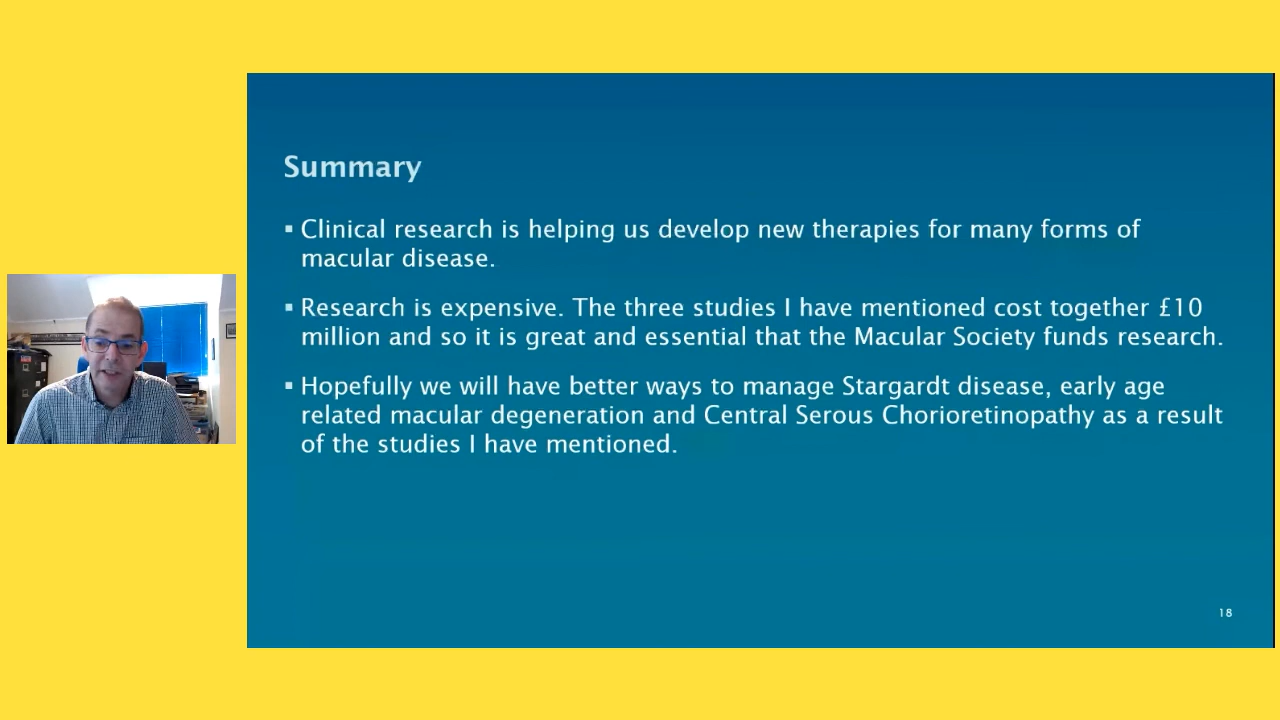 Summary
▪ Clinical research is helping us develop new therapies for many forms of
macular disease.
▪ Research is expensive. The three studies I have mentioned cost together £10
million and so it is great and essential that the Macular Society funds research.
▪ Hopefully we will have better ways to manage Stargardt disease, early age
related macular degeneration and Central Serous Chorioretinopathy as a result
of the studies I have mentioned.
18